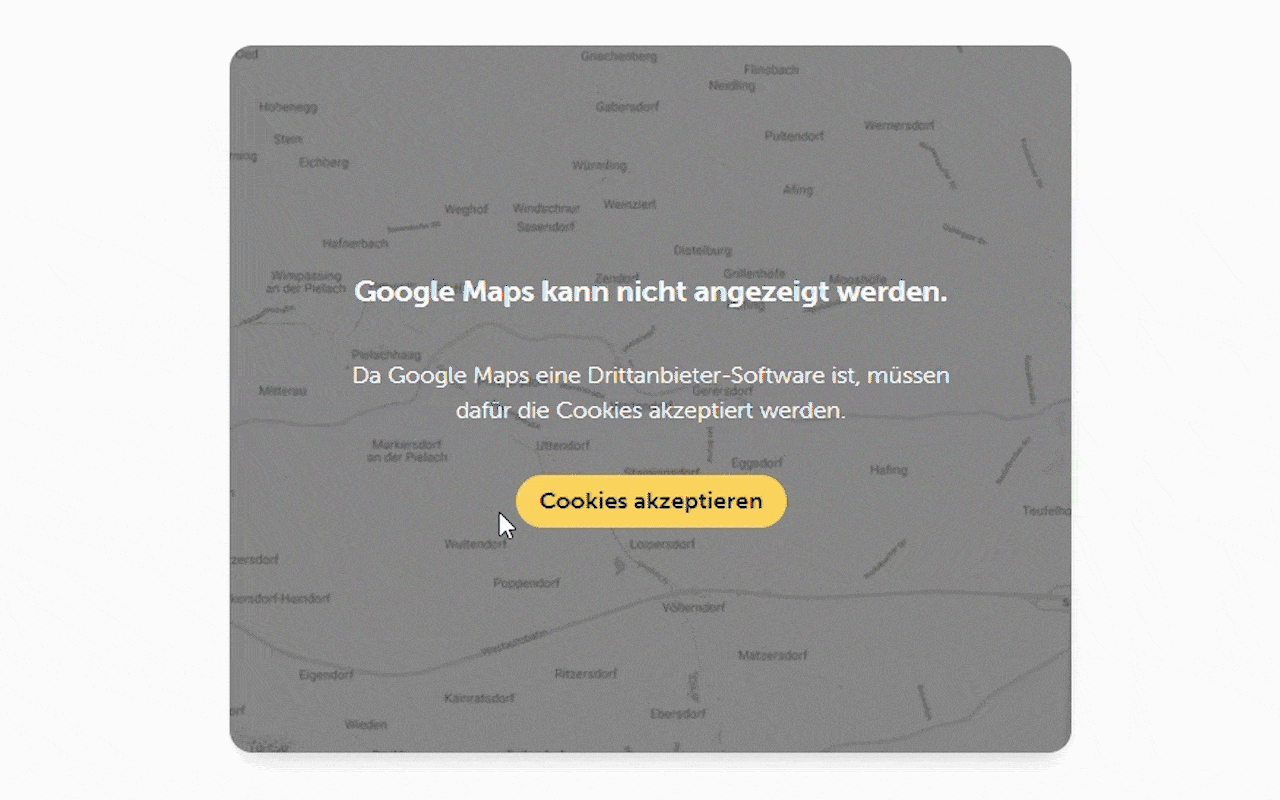 Griechenberg
Flinsbach
Neidling
Hohenegg
Gabersdorf
Wernersdorf
Pultendorf
Stein
Eichberg
Würmling
Afing
Weghof
Windschnur
Weinzierl
Sasendorf
Hafnerbach
Distelburg
Wimpassing
an der Pielach
Zendorf
Grillenhöfe
Mooshöfe
Google Maps kann nicht angezeigt werden.
Pielachhaag
Da Google Maps eine Drittanbieter-Software ist, müssen
Mitterau
Gerersdorf
dafür die Cookies akzeptiert werden.
Markersdorf
an der Pielach
Uttendorf
Eggsdorf
Hafing
Cookies akzeptieren
Wultendorf
Loipersdorf
Poppendorf
Völlerndorf
Westautobahn
Matzersdorf
Eigendorf
Ritzersdorf
Kainratsdorf
Ebersdorf
Wieden